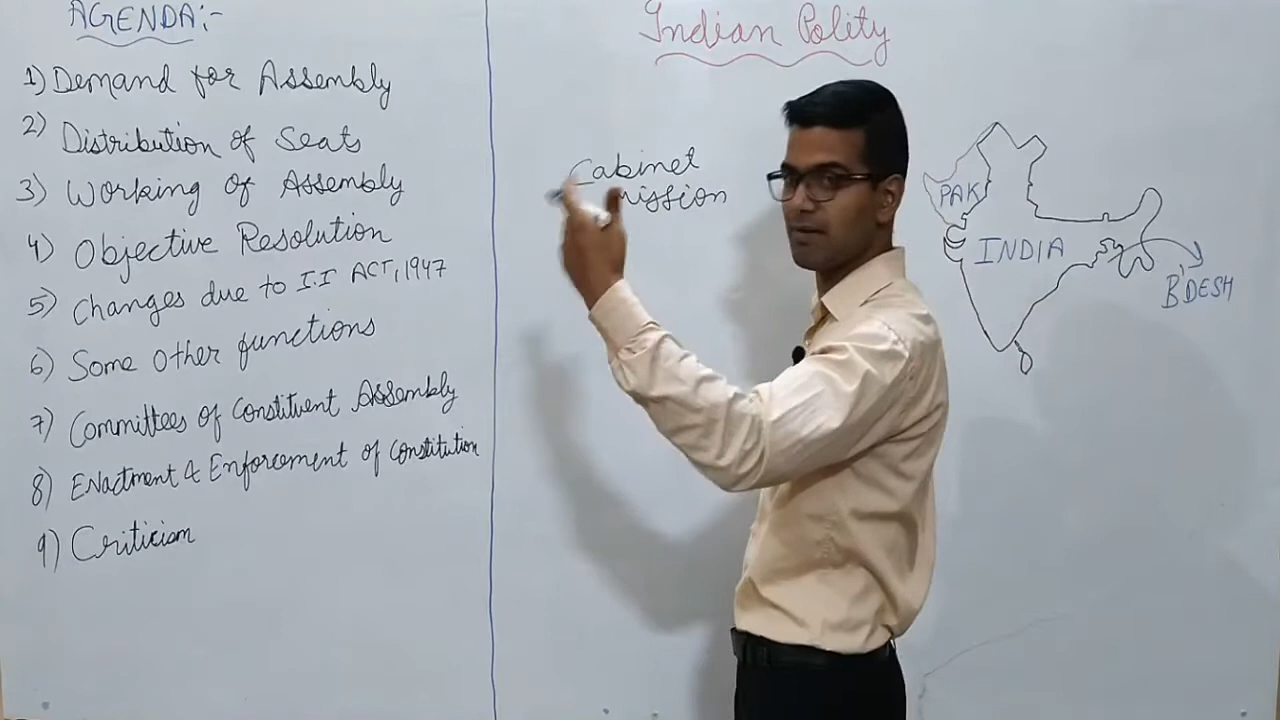 AGENDA:-
1) Demand for Assembly
2) Distribution of Seats
3) Working of Assembly
4) Objective Resolution
5) Changes due to I.I ACT, 1947
6) Some Other functions
7) Committees of Constituent Assembly
8) Enactment & Enforcement of Constitution
9) Criticism
Indian Polity
Cabinet
mission
PAK
INDIA
B'DESH